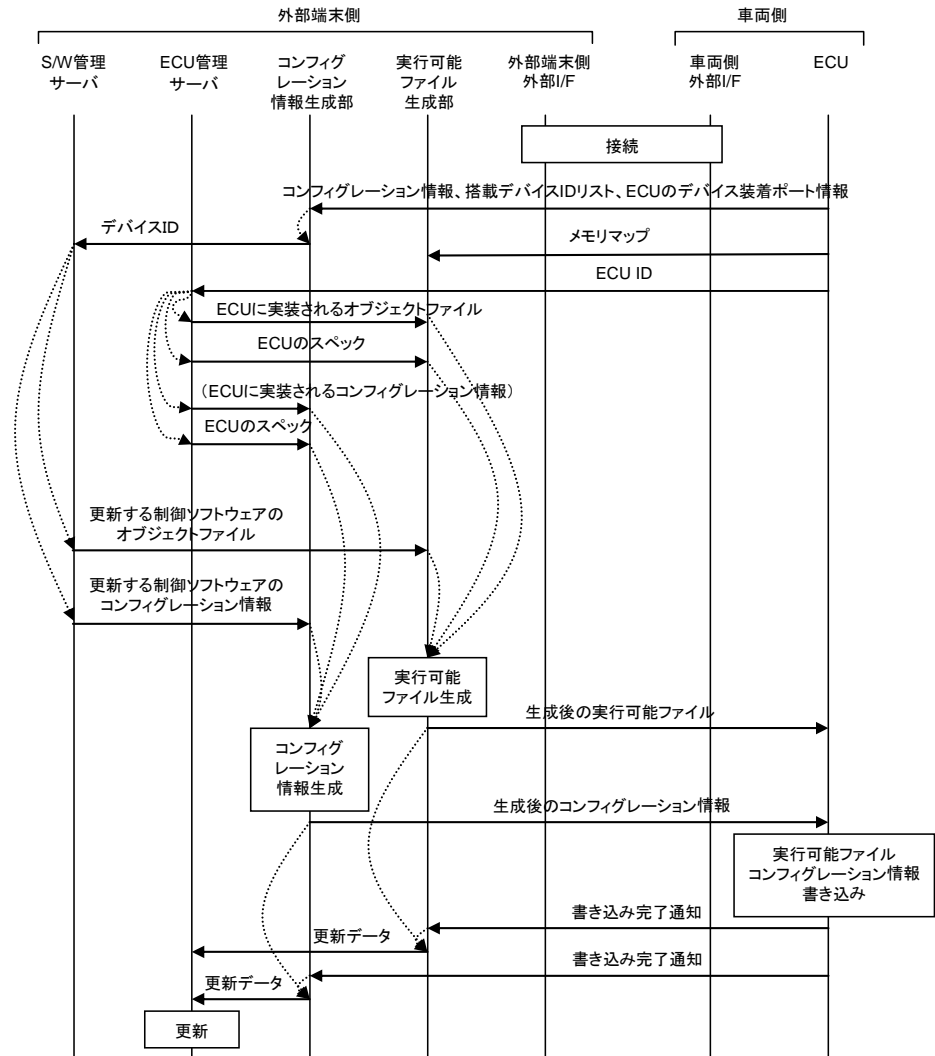 外部端末側
車両側
S/W管理
サーバ
ECU管理
サーバ
コンフィグ
レーション
情報生成部
実行可能
ファイル
生成部
外部端末側
外部I/F
車両側
外部I/F
ECU
接続
コンフィグレーション情報、搭載デバイスIDリスト、ECUのデバイス装着ポート情報
デバイスID
メモリマップ
ECU ID
ECUに実装されるオブジェクトファイル
ECUのスペック
（ECUに実装されるコンフィグレーション情報）
ECUのスペック
更新する制御ソフトウェアの
オブジェクトファイル
更新する制御ソフトウェアの
コンフィグレーション情報
実行可能
ファイル生成
生成後の実行可能ファイル
コンフィグ
レーション
情報生成
生成後のコンフィグレーション情報
実行可能ファイル
コンフィグレーション情報
書き込み
書き込み完了通知
更新データ
書き込み完了通知
更新データ
更新